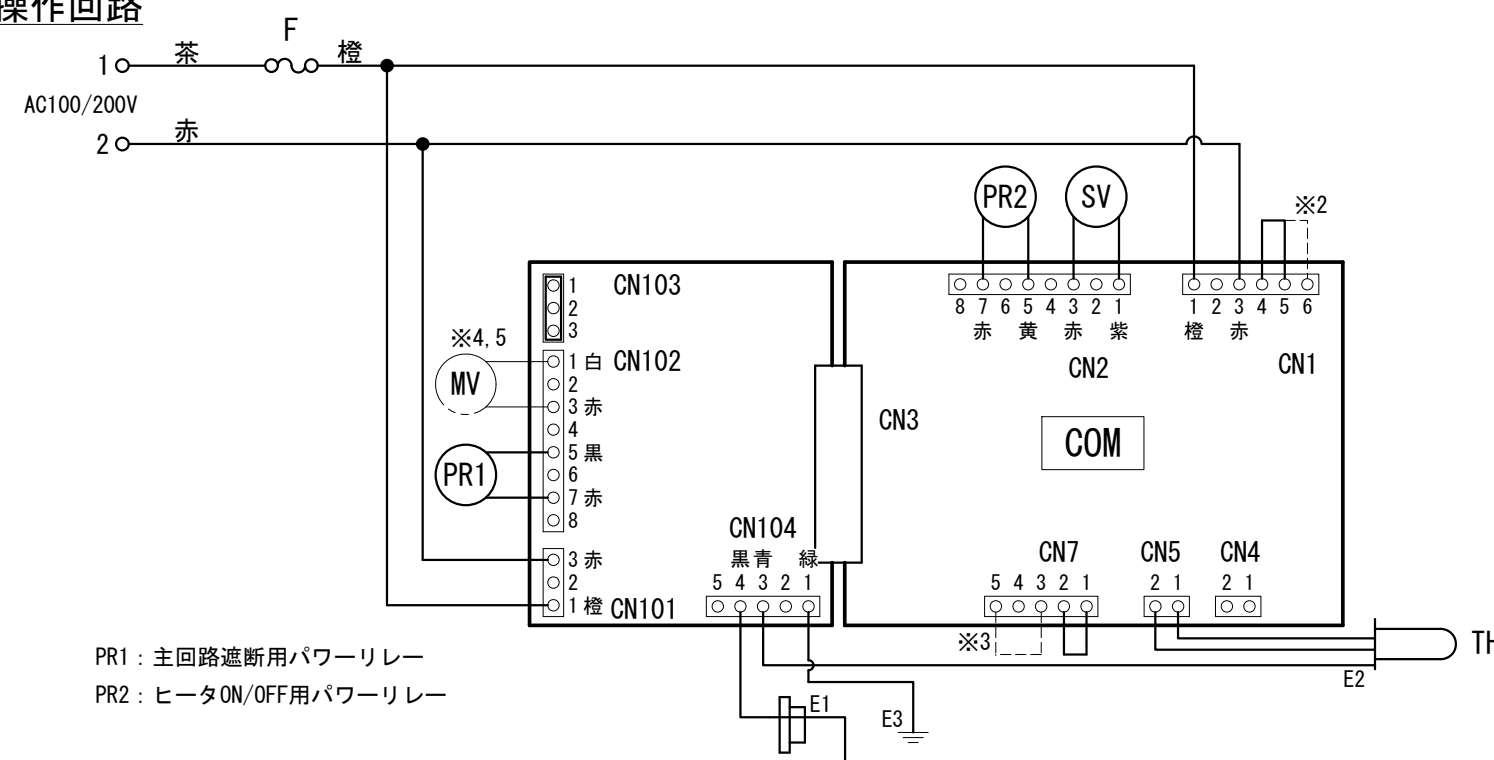 操作回路
F
1
茶
橙
AC100/200V
2
赤
PR2
SV
※2
8 7 6 5 4 3 2 1
赤 黄 赤 紫
CN2
1 2 3 4 5 6
橙 赤
CN1
1
2
3
CN103
※4,5
MV
1 白
2
3 赤
4
5 黒
6
7 赤
8
CN102
PR1
3 赤
2
1 橙
CN101
CN104
黒 青 緑
5 4 3 2 1
CN3
COM
CN7
5 4 3 2 1
※3
CN5
2 1
CN4
2 1
TH
E2
E1
E3
PR1：主回路遮断用パワーリレー
PR2：ヒータON/OFF用パワーリレー